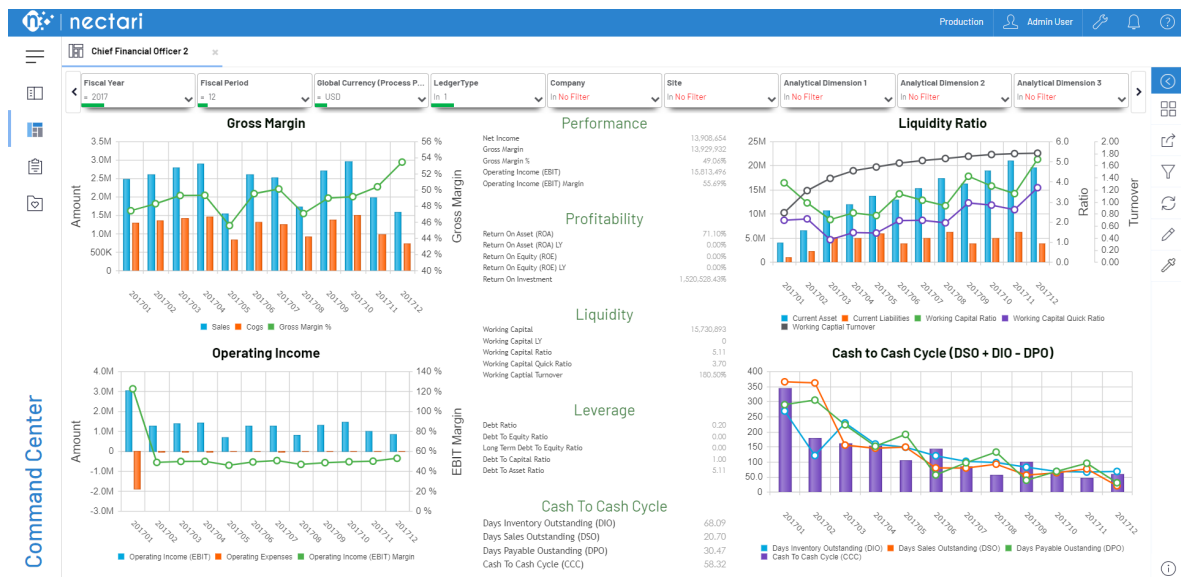 nectari
Production
Admin User
Chief Financial Officer 2
Fiscal Year
= 2017
Fiscal Period
= 12
Global Currency (Process P...
= USD
LedgerType
In 1
Company
In No Filter
Site
In No Filter
Analytical Dimension 1
In No Filter
Analytical Dimension 2
In No Filter
Analytical Dimension 3
In No Filter
Command Center
Gross Margin
Amount
3.5M
3.0M
2.5M
2.0M
1.5M
1.0M
500K
0
56 %
54 %
52 %
50 %
48 %
46 %
44 %
42 %
40 %
Gross Margin
201701 201702 201703 201704 201705 201706 201707 201708 201709 201710 201711 201712
Sales Cogs Gross Margin %
Performance
Net Income 13,908,654
Gross Margin 13,929,932
Gross Margin % 49.06%
Operating Income (EBIT) 15,813,496
Operating Income (EBIT) Margin 55.69%
Profitability
Return On Asset (ROA) 71.10%
Return On Asset (ROA) LY 0.00%
Return On Equity (ROE) 0.00%
Return On Equity (ROE) LY 0.00%
Return On Investment 1,520,528.43%
Liquidity
Working Capital 15,730,893
Working Capital LY 0
Working Capital Ratio 5.11
Working Capital Quick Ratio 3.70
Working Captial Turnover 180.50%
Leverage
Debt Ratio 0.20
Debt To Equity Ratio 0.00
Long Term Debt To Equity Ratio 0.00
Debt To Capital Ratio 1.00
Debt To Asset Ratio 5.11
Cash To Cash Cycle
Days Inventory Outstanding (DIO) 68.09
Days Sales Outstanding (DSO) 20.70
Days Payable Oustanding (DPO) 30.47
Cash To Cash Cycle (CCC) 58.32
Liquidity Ratio
25M
20M
15M
10M
5.0M
0
6.0
5.0
4.0
3.0
2.0
1.0
0.0
Ratio
2.00
1.80
1.60
1.40
1.20
1.00
0.80
0.60
0.40
0.20
0.00
Turnover
201701 201702 201703 201704 201705 201706 201707 201708 201709 201710 201711 201712
Current Asset Current Liabilities Working Capital Ratio Working Capital Quick Ratio
Working Captial Turnover
Operating Income
Amount
4.0M
3.0M
2.0M
1.0M
0
-1.0M
-2.0M
-3.0M
140 %
120 %
100 %
80 %
60 %
40 %
20 %
0 %
EBIT Margin
201701 201702 201703 201704 201705 201706 201707 201708 201709 201710 201711 201712
Operating Income (EBIT) Operating Expenses Operating Income (EBIT) Margin
Cash to Cash Cycle (DSO + DIO - DPO)
400
350
300
250
200
150
100
50.0
0
201701 201702 201703 201704 201705 201706 201707 201708 201709 201710 201711 201712
Days Inventory Outstanding (DIO) Days Sales Outstanding (DSO) Days Payable Oustanding (DPO)
Cash To Cash Cycle (CCC)